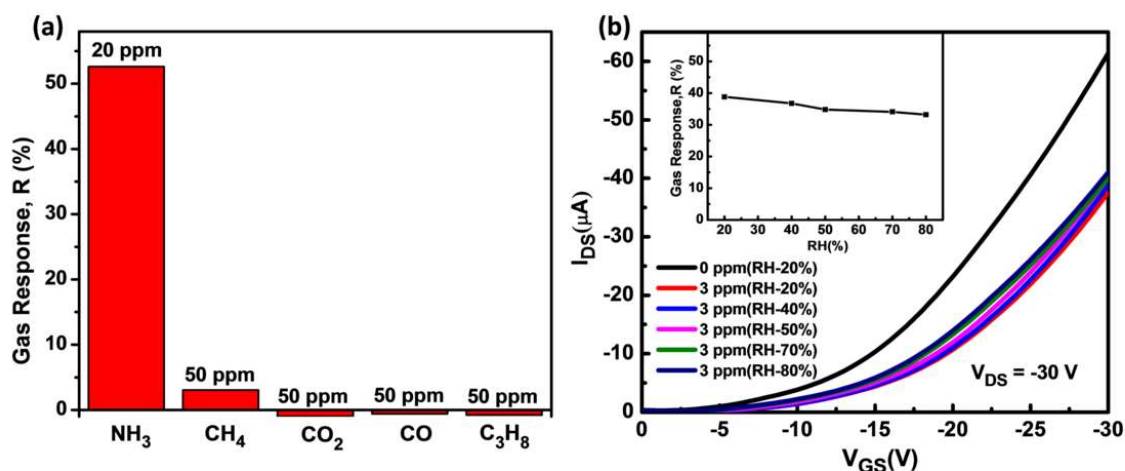 (a)
20 ppm
50 ppm
50 ppm
50 ppm
50 ppm
50
40
30
20
10
0
Gas Response, R (%)
NH₃
CH₄
CO₂
CO
C₃H₈
(b)
-60
-50
-40
-30
-20
-10
0
I_DS(μA)
50
40
30
20
10
0
Gas Response,R (%)
20 30 40 50 60 70 80
RH(%)
0 ppm(RH-20%)
3 ppm(RH-20%)
3 ppm(RH-40%)
3 ppm(RH-50%)
3 ppm(RH-70%)
3 ppm(RH-80%)
V_DS = -30 V
0 -5 -10 -15 -20 -25 -30
V_GS(V)